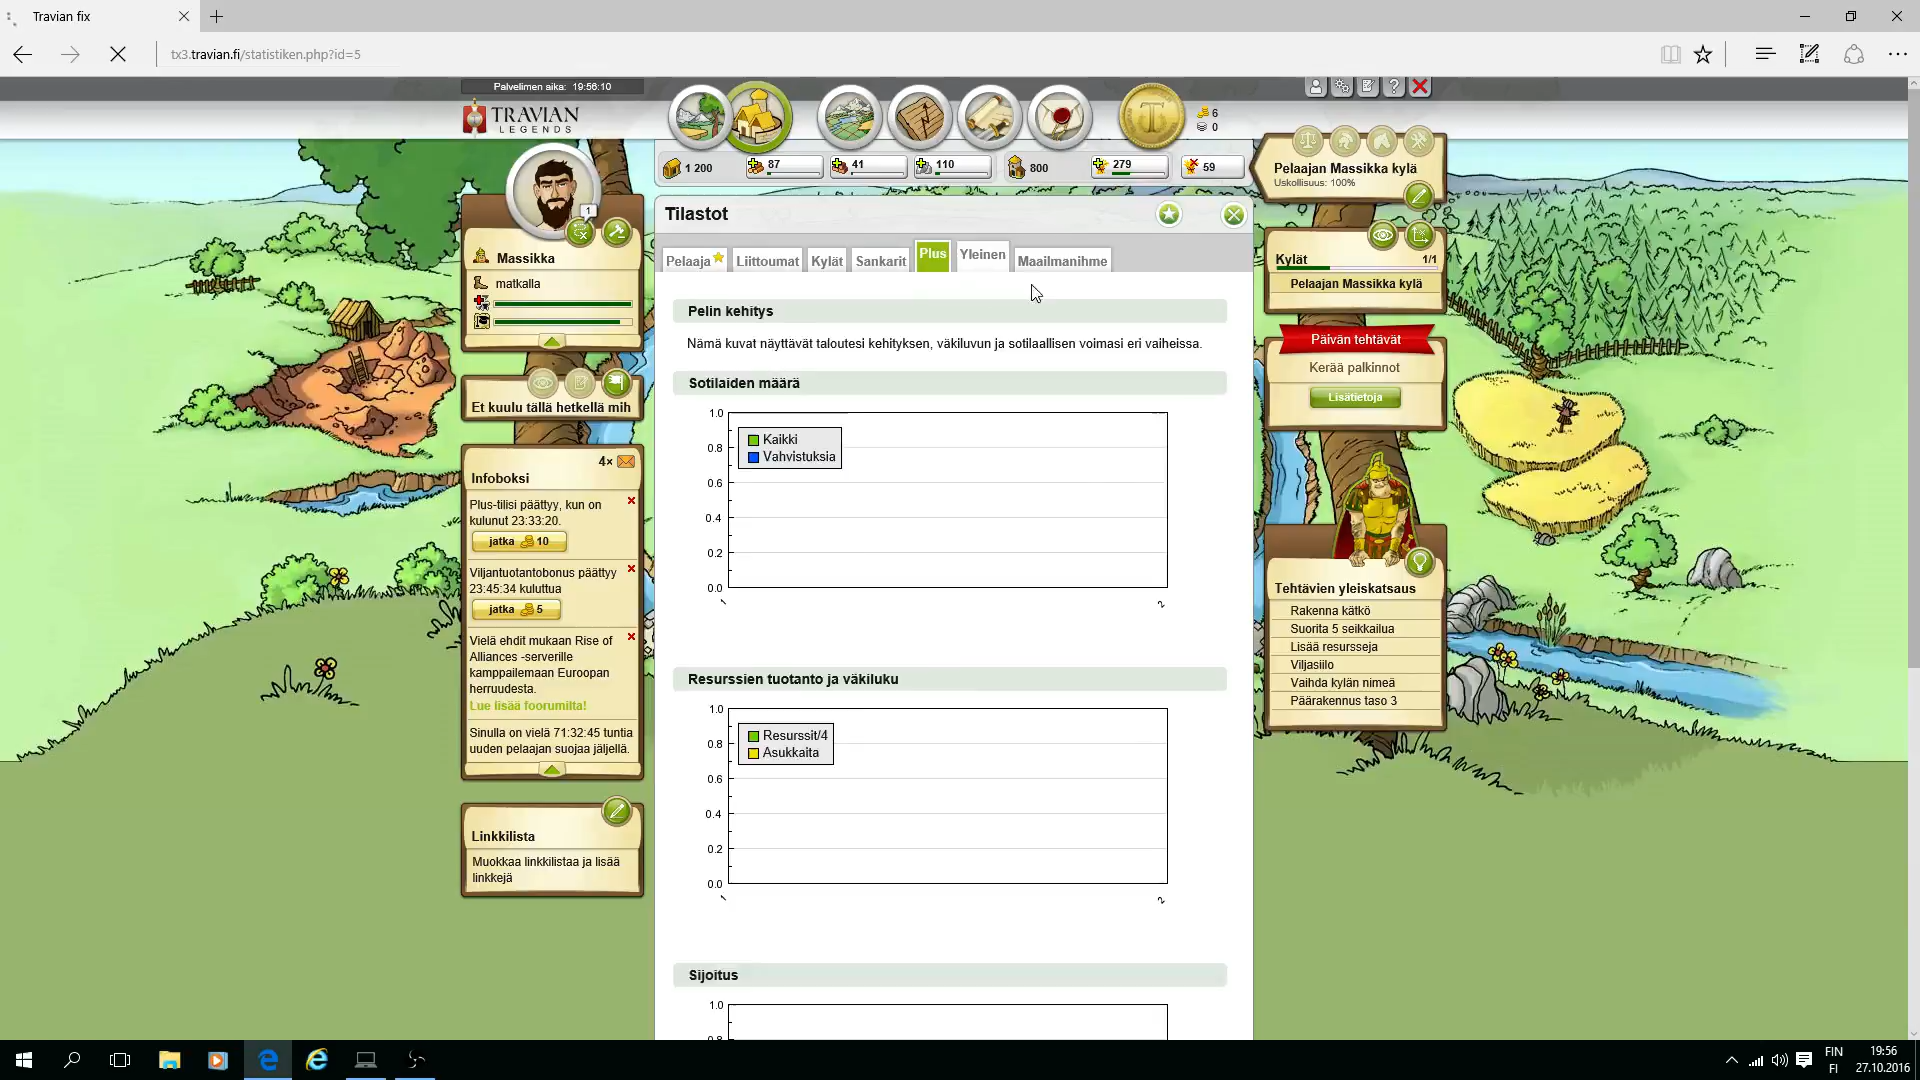 Travian fix
tx3.travian.fi/statistiken.php?id=5
Palvelimen aika: 19:56:10
TRAVIAN
LEGENDS
6
0
1 200
87
41
110
800
279
59
Massikka
matkalla
1
Et kuulu tällä hetkellä mih
4×
Infoboksi
Plus-tilisi päättyy, kun on
kulunut 23:33:20.
jatka 10
Viljantuotantobonus päättyy
23:45:34 kuluttua
jatka 5
Vielä ehdit mukaan Rise of
Alliances -serverille
kamppailemaan Euroopan
herruudesta.
Lue lisää foorumilta!
Sinulla on vielä 71:32:45 tuntia
uuden pelaajan suojaa jäljellä.
Linkkilista
Muokkaa linkkilistaa ja lisää
linkkejä
Tilastot
Pelaaja Liittoumat Kylät Sankarit Plus Yleinen Maailmanihme
Pelin kehitys
Nämä kuvat näyttävät taloutesi kehityksen, väkiluvun ja sotilaallisen voimasi eri vaiheissa.
Sotilaiden määrä
1.0
0.8
0.6
0.4
0.2
0.0
Kaikki
Vahvistuksia
1 2
Resurssien tuotanto ja väkiluku
1.0
0.8
0.6
0.4
0.2
0.0
Resurssit/4
Asukkaita
1 2
Sijoitus
1.0
0.8
Pelaajan Massikka kylä
Uskollisuus: 100%
Kylät 1/1
Pelaajan Massikka kylä
Päivän tehtävät
Kerää palkinnot
Lisätietoja
Tehtävien yleiskatsaus
Rakenna kätkö
Suorita 5 seikkailua
Lisää resursseja
Viljasiilo
Vaihda kylän nimeä
Päärakennus taso 3
FIN
FI
19:56
27.10.2016